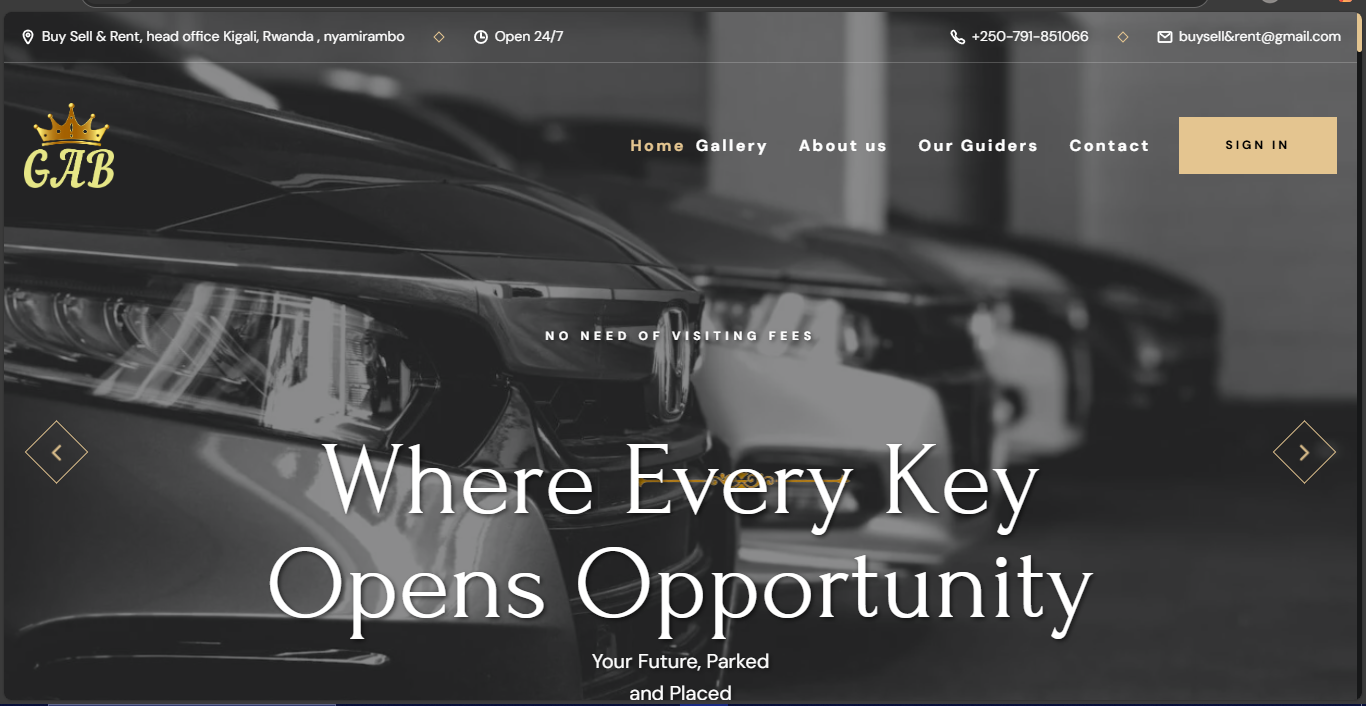 Buy Sell & Rent, head office Kigali, Rwanda , nyamirambo
Open 24/7
+250-791-851066
buysell&rent@gmail.com
GAB
Home Gallery About us Our Guiders Contact
SIGN IN
NO NEED OF VISITING FEES
Where Every Key
Opens Opportunity
Your Future, Parked
and Placed